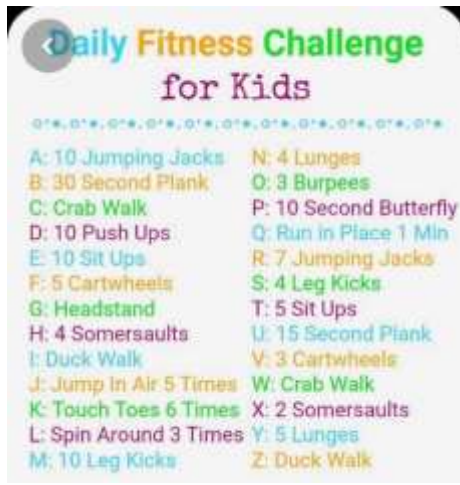 Daily Fitness Challenge
for Kids
A: 10 Jumping Jacks
B: 30 Second Plank
C: Crab Walk
D: 10 Push Ups
E: 10 Sit Ups
F: 5 Cartwheels
G: Headstand
H: 4 Somersaults
I: Duck Walk
J: Jump In Air 5 Times
K: Touch Toes 6 Times
L: Spin Around 3 Times
M: 10 Leg Kicks
N: 4 Lunges
O: 3 Burpees
P: 10 Second Butterfly
Q: Run in Place 1 Min
R: 7 Jumping Jacks
S: 4 Leg Kicks
T: 5 Sit Ups
U: 15 Second Plank
V: 3 Cartwheels
W: Crab Walk
X: 2 Somersaults
Y: 5 Lunges
Z: Duck Walk